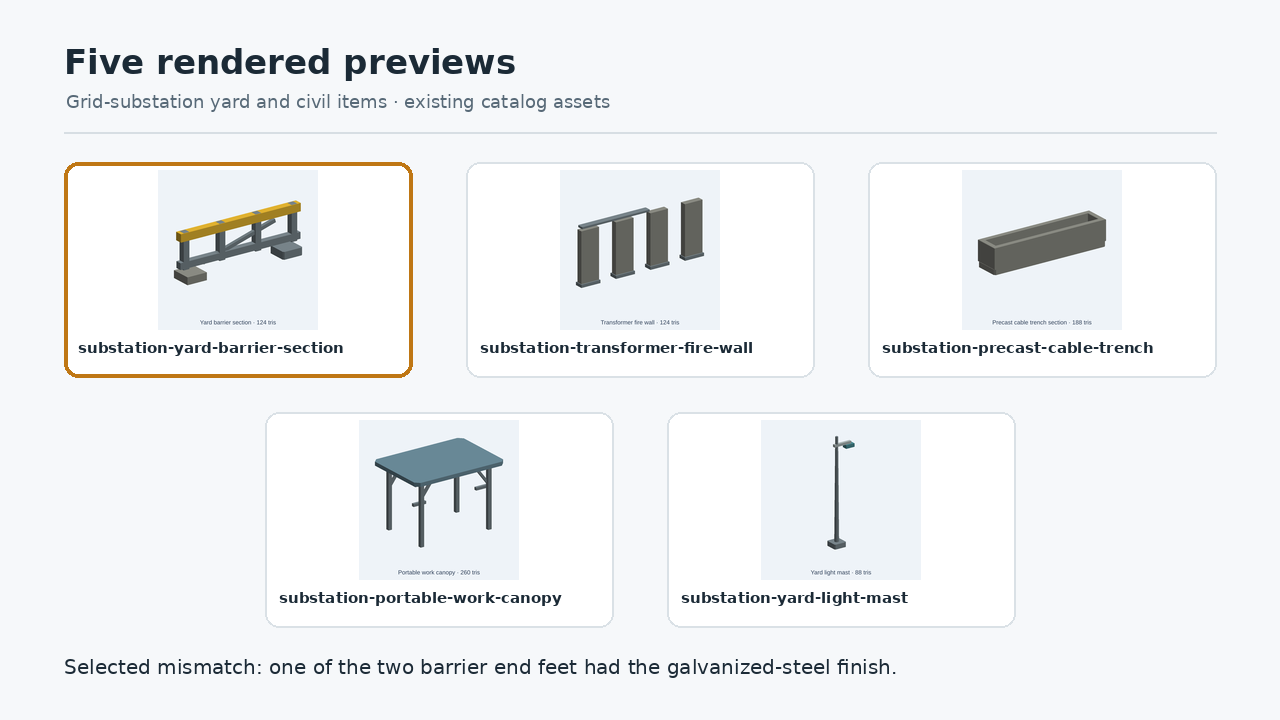 Five rendered previews
Grid-substation yard and civil items · existing catalog assets
Yard barrier section · 124 tris
substation-yard-barrier-section
Transformer fire wall · 124 tris
substation-transformer-fire-wall
Precast cable trench section · 188 tris
substation-precast-cable-trench
Portable work canopy · 260 tris
substation-portable-work-canopy
Yard light mast · 88 tris
substation-yard-light-mast
Selected mismatch: one of the two barrier end feet had the galvanized-steel finish.